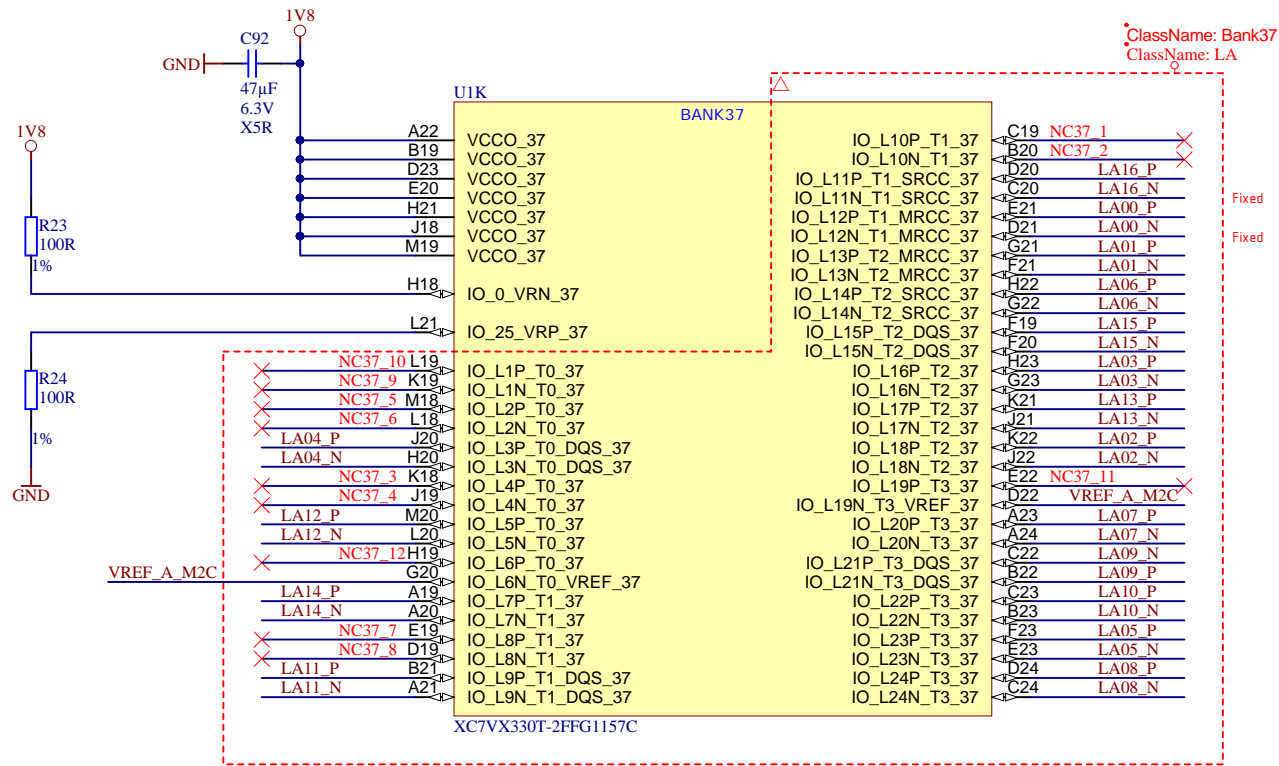 1V8
C92
GND
47µF
6.3V
X5R
1V8
R23
100R
1%
R24
100R
1%
GND
ClassName: Bank37
ClassName: LA
U1K
BANK37
A22 VCCO_37
B19 VCCO_37
D23 VCCO_37
E20 VCCO_37
H21 VCCO_37
J18 VCCO_37
M19 VCCO_37
H18 IO_0_VRN_37
L21 IO_25_VRP_37
NC37_10 L19 IO_L1P_T0_37
NC37_9 K19 IO_L1N_T0_37
NC37_5 M18 IO_L2P_T0_37
NC37_6 L18 IO_L2N_T0_37
LA04_P J20 IO_L3P_T0_DQS_37
LA04_N H20 IO_L3N_T0_DQS_37
NC37_3 K18 IO_L4P_T0_37
NC37_4 J19 IO_L4N_T0_37
LA12_P M20 IO_L5P_T0_37
LA12_N L20 IO_L5N_T0_37
NC37_12 H19 IO_L6P_T0_37
VREF_A_M2C G20 IO_L6N_T0_VREF_37
LA14_P A19 IO_L7P_T1_37
LA14_N A20 IO_L7N_T1_37
NC37_7 E19 IO_L8P_T1_37
NC37_8 D19 IO_L8N_T1_37
LA11_P B21 IO_L9P_T1_DQS_37
LA11_N A21 IO_L9N_T1_DQS_37
IO_L10P_T1_37 C19 NC37_1
IO_L10N_T1_37 B20 NC37_2
IO_L11P_T1_SRCC_37 D20 LA16_P
IO_L11N_T1_SRCC_37 C20 LA16_N
Fixed
IO_L12P_T1_MRCC_37 E21 LA00_P
IO_L12N_T1_MRCC_37 D21 LA00_N
Fixed
IO_L13P_T2_MRCC_37 G21 LA01_P
IO_L13N_T2_MRCC_37 F21 LA01_N
IO_L14P_T2_SRCC_37 H22 LA06_P
IO_L14N_T2_SRCC_37 G22 LA06_N
IO_L15P_T2_DQS_37 F19 LA15_P
IO_L15N_T2_DQS_37 F20 LA15_N
IO_L16P_T2_37 H23 LA03_P
IO_L16N_T2_37 G23 LA03_N
IO_L17P_T2_37 K21 LA13_P
IO_L17N_T2_37 J21 LA13_N
IO_L18P_T2_37 K22 LA02_P
IO_L18N_T2_37 J22 LA02_N
IO_L19P_T3_37 E22 NC37_11
IO_L19N_T3_VREF_37 D22 VREF_A_M2C
IO_L20P_T3_37 A23 LA07_P
IO_L20N_T3_37 A24 LA07_N
IO_L21P_T3_DQS_37 C22 LA09_N
IO_L21N_T3_DQS_37 B22 LA09_P
IO_L22P_T3_37 C23 LA10_P
IO_L22N_T3_37 B23 LA10_N
IO_L23P_T3_37 F23 LA05_P
IO_L23N_T3_37 E23 LA05_N
IO_L24P_T3_37 D24 LA08_P
IO_L24N_T3_37 C24 LA08_N
XC7VX330T-2FFG1157C